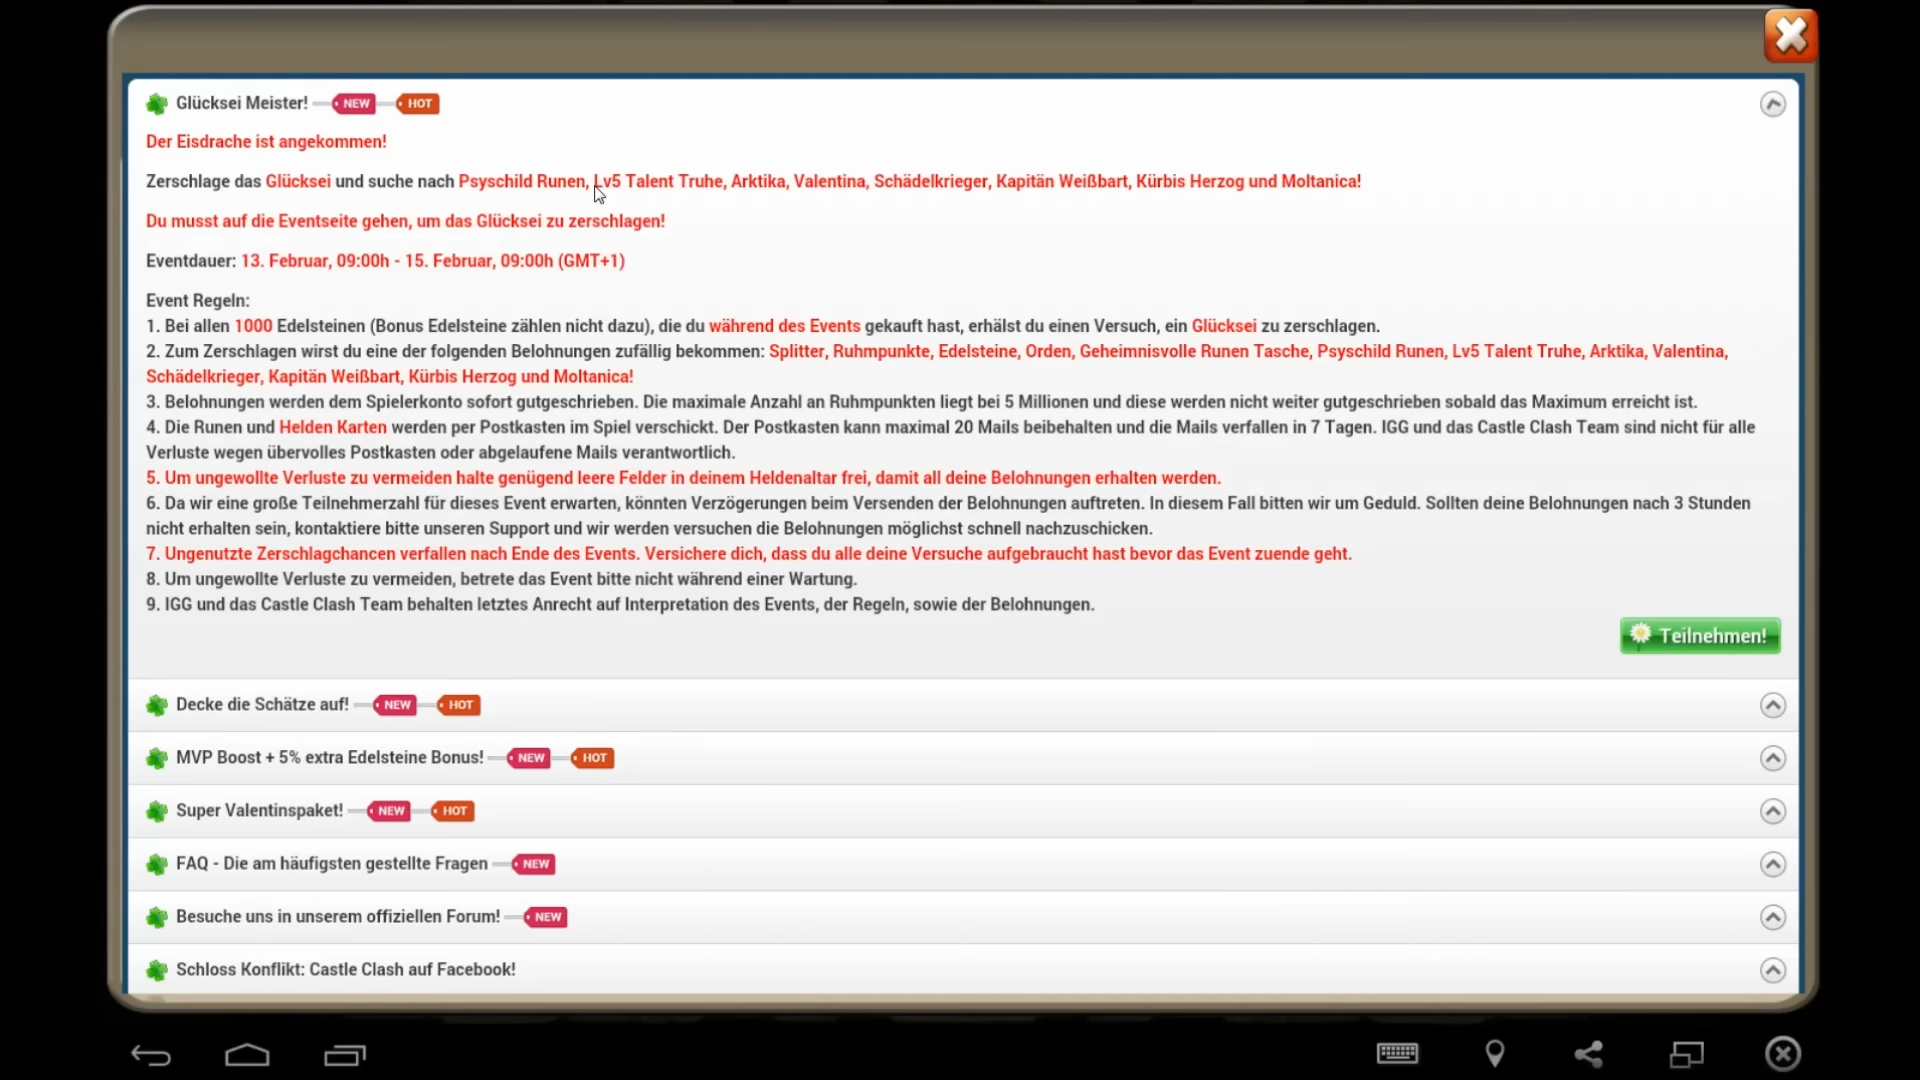 Glücksei Meister! NEW HOT
Der Eisdrache ist angekommen!
Zerschlage das Glücksei und suche nach Psyschild Runen, Lv5 Talent Truhe, Arktika, Valentina, Schädelkrieger, Kapitän Weißbart, Kürbis Herzog und Moltanica!
Du musst auf die Eventseite gehen, um das Glücksei zu zerschlagen!
Eventdauer: 13. Februar, 09:00h - 15. Februar, 09:00h (GMT+1)
Event Regeln:
1. Bei allen 1000 Edelsteinen (Bonus Edelsteine zählen nicht dazu), die du während des Events gekauft hast, erhälst du einen Versuch, ein Glücksei zu zerschlagen.
2. Zum Zerschlagen wirst du eine der folgenden Belohnungen zufällig bekommen: Splitter, Ruhmpunkte, Edelsteine, Orden, Geheimnisvolle Runen Tasche, Psyschild Runen, Lv5 Talent Truhe, Arktika, Valentina,
Schädelkrieger, Kapitän Weißbart, Kürbis Herzog und Moltanica!
3. Belohnungen werden dem Spielerkonto sofort gutgeschrieben. Die maximale Anzahl an Ruhmpunkten liegt bei 5 Millionen und diese werden nicht weiter gutgeschrieben sobald das Maximum erreicht ist.
4. Die Runen und Helden Karten werden per Postkasten im Spiel verschickt. Der Postkasten kann maximal 20 Mails beibehalten und die Mails verfallen in 7 Tagen. IGG und das Castle Clash Team sind nicht für alle
Verluste wegen übervolles Postkasten oder abgelaufene Mails verantwortlich.
5. Um ungewollte Verluste zu vermeiden halte genügend leere Felder in deinem Heldenaltar frei, damit all deine Belohnungen erhalten werden.
6. Da wir eine große Teilnehmerzahl für dieses Event erwarten, könnten Verzögerungen beim Versenden der Belohnungen auftreten. In diesem Fall bitten wir um Geduld. Sollten deine Belohnungen nach 3 Stunden
nicht erhalten sein, kontaktiere bitte unseren Support und wir werden versuchen die Belohnungen möglichst schnell nachzuschicken.
7. Ungenutzte Zerschlagchancen verfallen nach Ende des Events. Versichere dich, dass du alle deine Versuche aufgebraucht hast bevor das Event zuende geht.
8. Um ungewollte Verluste zu vermeiden, betrete das Event bitte nicht während einer Wartung.
9. IGG und das Castle Clash Team behalten letztes Anrecht auf Interpretation des Events, der Regeln, sowie der Belohnungen.
Teilnehmen!
Decke die Schätze auf! NEW HOT
MVP Boost + 5% extra Edelsteine Bonus! NEW HOT
Super Valentinspaket! NEW HOT
FAQ - Die am häufigsten gestellte Fragen NEW
Besuche uns in unserem offiziellen Forum! NEW
Schloss Konflikt: Castle Clash auf Facebook!